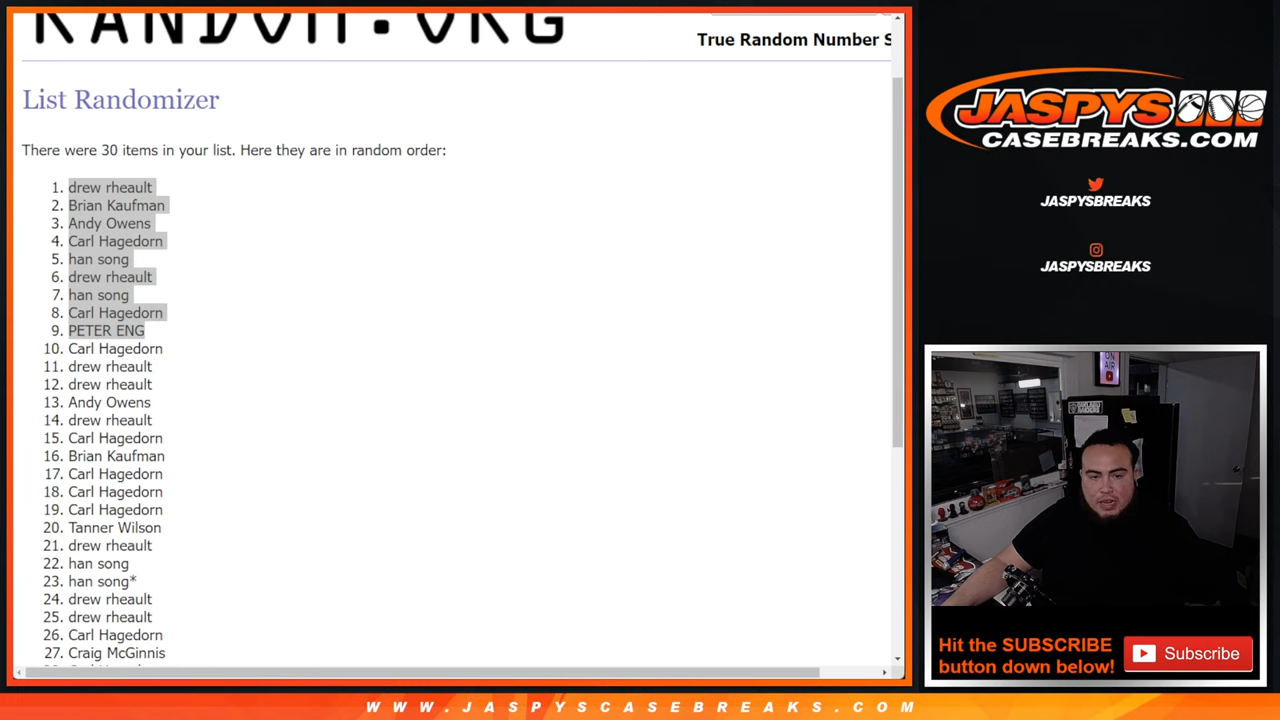 RANDOM.ORG
True Random Number S
List Randomizer
There were 30 items in your list. Here they are in random order:
1. drew rheault
2. Brian Kaufman
3. Andy Owens
4. Carl Hagedorn
5. han song
6. drew rheault
7. han song
8. Carl Hagedorn
9. PETER ENG
10. Carl Hagedorn
11. drew rheault
12. drew rheault
13. Andy Owens
14. drew rheault
15. Carl Hagedorn
16. Brian Kaufman
17. Carl Hagedorn
18. Carl Hagedorn
19. Carl Hagedorn
20. Tanner Wilson
21. drew rheault
22. han song
23. han song*
24. drew rheault
25. drew rheault
26. Carl Hagedorn
27. Craig McGinnis
JASPYS
CASEBREAKS.COM
JASPYSBREAKS
JASPYSBREAKS
ON
AIR
Hit the SUBSCRIBE
button down below!
Subscribe
WWW.JASPYSCASEBREAKS.COM